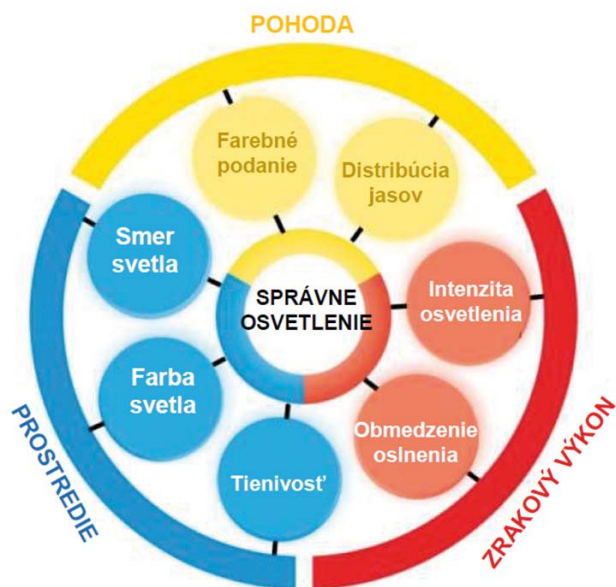 POHODA
Farebné
podanie
Distribúcia
jasov
Smer
svetla
SPRÁVNE
OSVETLENIE
Intenzita
osvetlenia
Farba
svetla
Obmedzenie
oslnenia
Tienivosť
PROSTREDIE
ZRAKOVÝ VÝKON